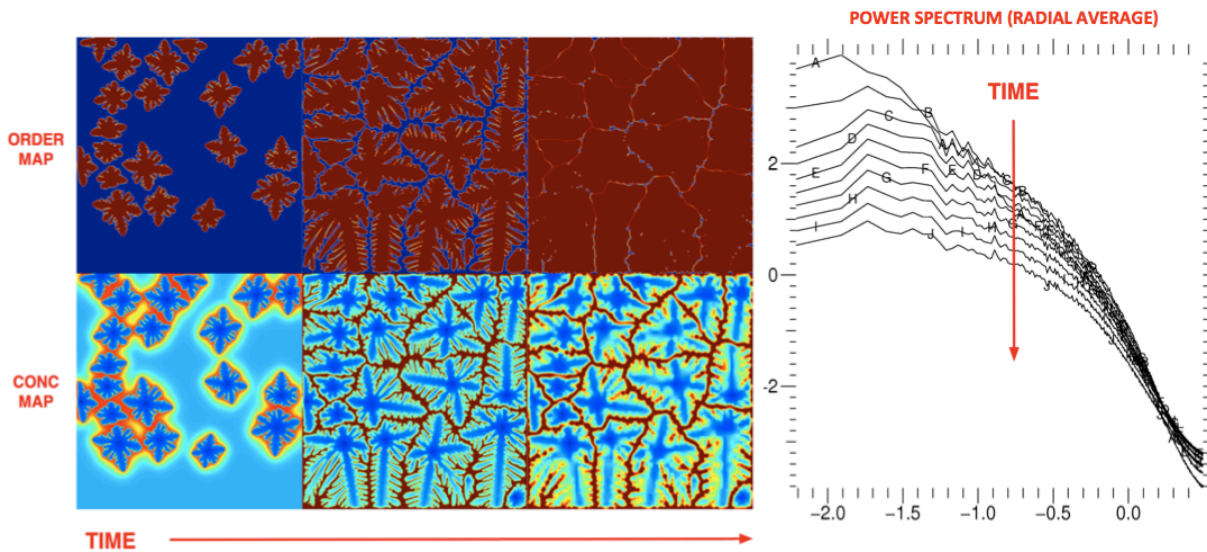 POWER SPECTRUM (RADIAL AVERAGE)
ORDER
MAP
CONC
MAP
TIME
TIME
A
B
C
A
D
E
F
E
D
C
B
G
A
G
H
I
J
I
H
2
0
-2
-2.0
-1.5
-1.0
-0.5
0.0